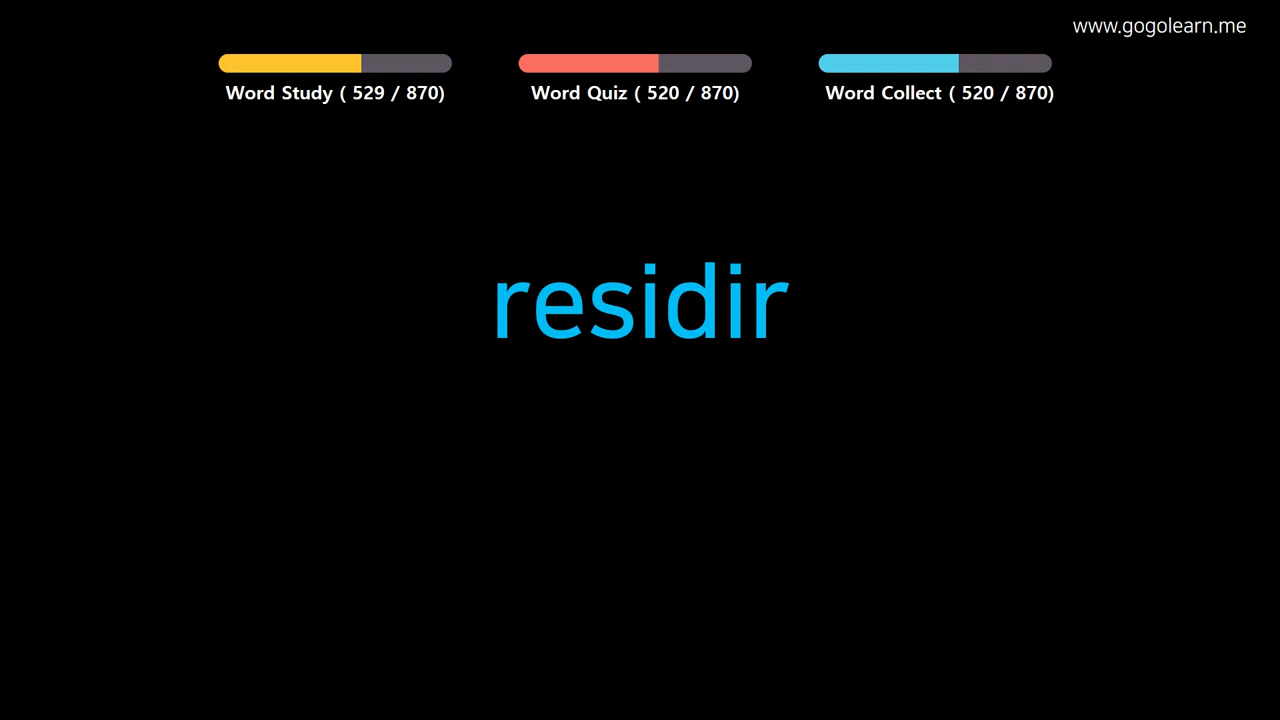 www.gogolearn.me
Word Study ( 529 / 870)
Word Quiz ( 520 / 870)
Word Collect ( 520 / 870)
residir